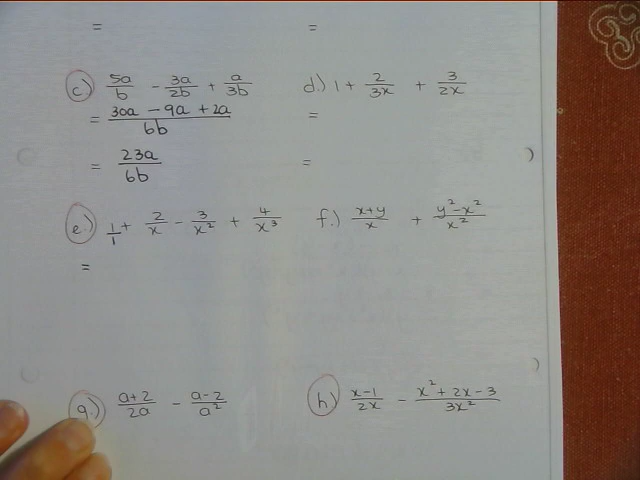 = =
c.) 5a/b - 3a/2b + a/3b d.) 1 + 2/3x + 3/2x
= 30a - 9a + 2a/6b =
= 23a/6b =
e.) 1/1 + 2/x - 3/x² + 4/x³ f.) x+y/x + y²-x²/x²
=
g.) a+2/2a - a-2/a² h.) x-1/2x - x²+2x-3/3x²